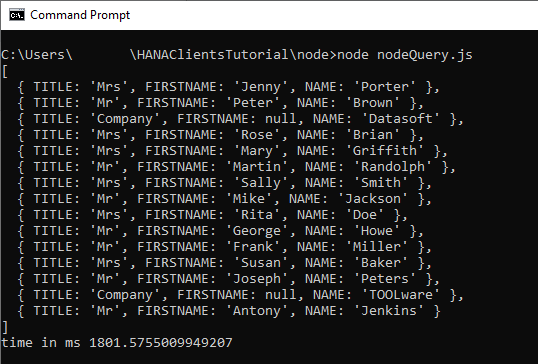 Command Prompt
C:\Users\ \HANAClientsTutorial\node>node nodeQuery.js
[
  { TITLE: 'Mrs', FIRSTNAME: 'Jenny', NAME: 'Porter' },
  { TITLE: 'Mr', FIRSTNAME: 'Peter', NAME: 'Brown' },
  { TITLE: 'Company', FIRSTNAME: null, NAME: 'Datasoft' },
  { TITLE: 'Mrs', FIRSTNAME: 'Rose', NAME: 'Brian' },
  { TITLE: 'Mrs', FIRSTNAME: 'Mary', NAME: 'Griffith' },
  { TITLE: 'Mr', FIRSTNAME: 'Martin', NAME: 'Randolph' },
  { TITLE: 'Mrs', FIRSTNAME: 'Sally', NAME: 'Smith' },
  { TITLE: 'Mr', FIRSTNAME: 'Mike', NAME: 'Jackson' },
  { TITLE: 'Mrs', FIRSTNAME: 'Rita', NAME: 'Doe' },
  { TITLE: 'Mr', FIRSTNAME: 'George', NAME: 'Howe' },
  { TITLE: 'Mr', FIRSTNAME: 'Frank', NAME: 'Miller' },
  { TITLE: 'Mrs', FIRSTNAME: 'Susan', NAME: 'Baker' },
  { TITLE: 'Mr', FIRSTNAME: 'Joseph', NAME: 'Peters' },
  { TITLE: 'Company', FIRSTNAME: null, NAME: 'TOOLware' },
  { TITLE: 'Mr', FIRSTNAME: 'Antony', NAME: 'Jenkins' }
]
time in ms 1801.5755009949207